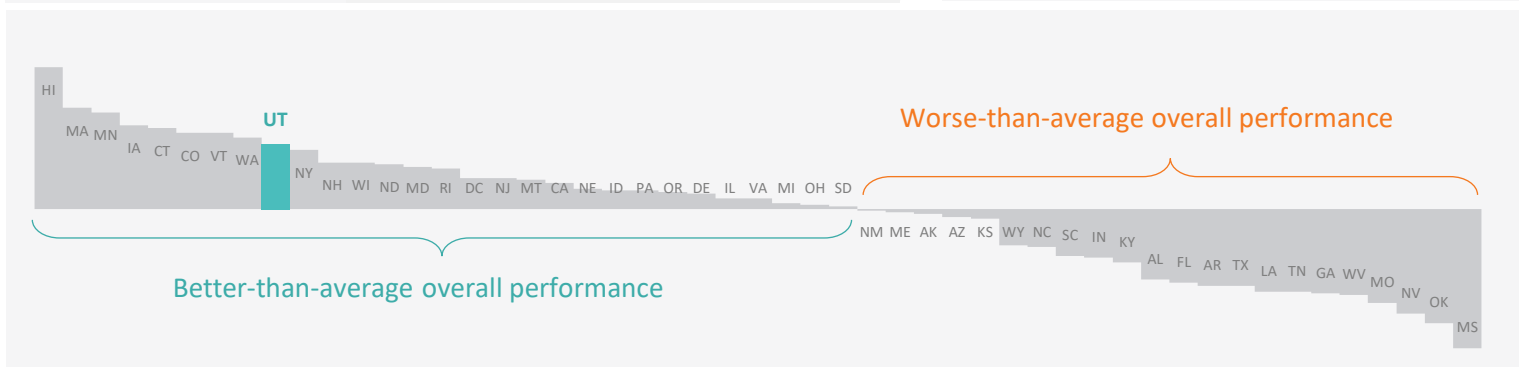 HI
MA MN IA CT CO VT WA UT NY NH WI ND MD RI DC NJ MT CA NE ID PA OR DE IL VA MI OH SD
Worse-than-average overall performance
NM ME AK AZ KS WY NC SC IN KY AL FL AR TX LA TN GA WV MO NV OK MS
Better-than-average overall performance